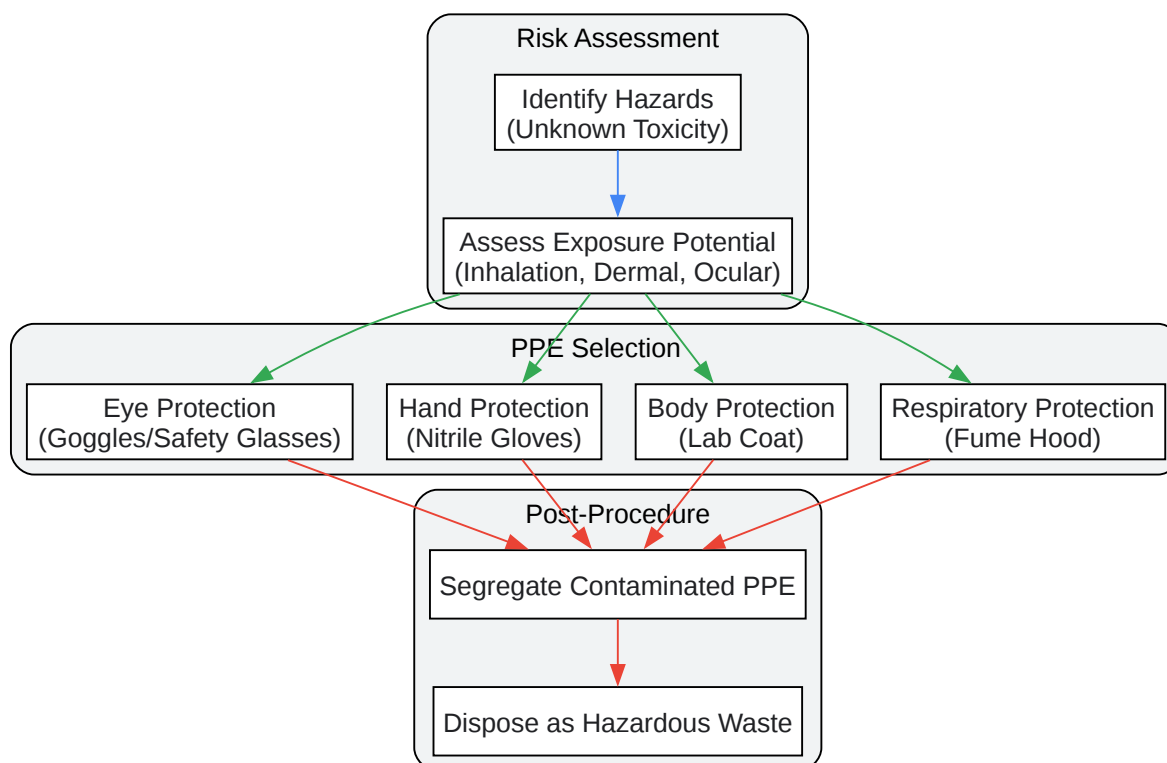 Risk Assessment
Identify Hazards
(Unknown Toxicity)
Assess Exposure Potential
(Inhalation, Dermal, Ocular)
PPE Selection
Eye Protection
(Goggles/Safety Glasses)
Hand Protection
(Nitrile Gloves)
Body Protection
(Lab Coat)
Respiratory Protection
(Fume Hood)
Post-Procedure
Segregate Contaminated PPE
Dispose as Hazardous Waste